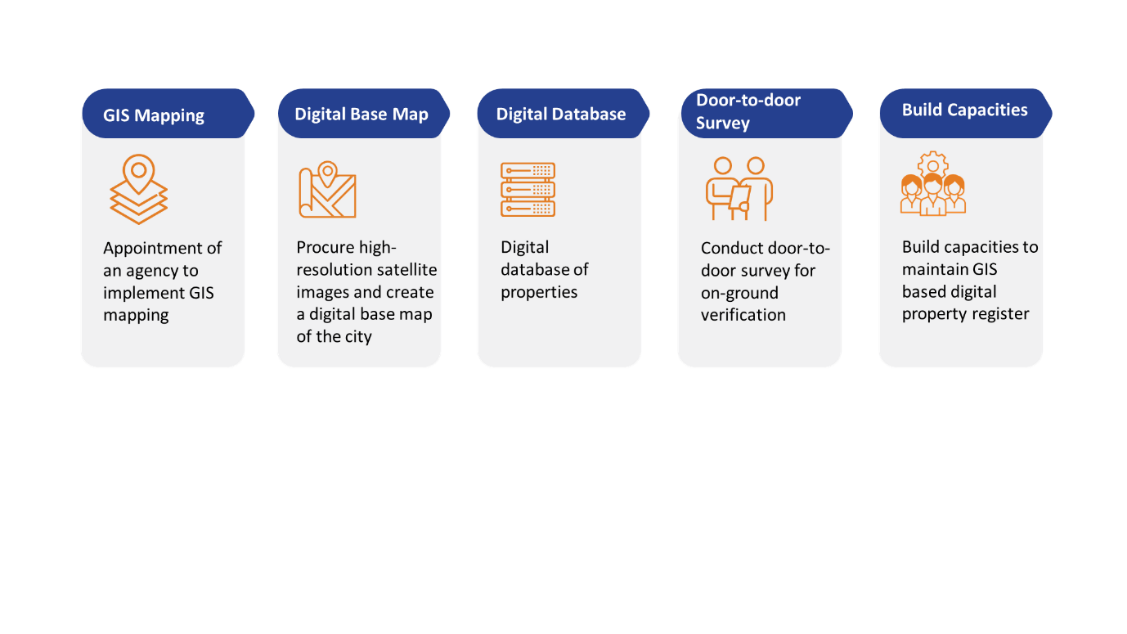 GIS Mapping
Appointment of
an agency to
implement GIS
mapping
Digital Base Map
Procure high-
resolution satellite
images and create
a digital base map
of the city
Digital Database
Digital
database of
properties
Door-to-door
Survey
Conduct door-to-
door survey for
on-ground
verification
Build Capacities
Build capacities to
maintain GIS
based digital
property register